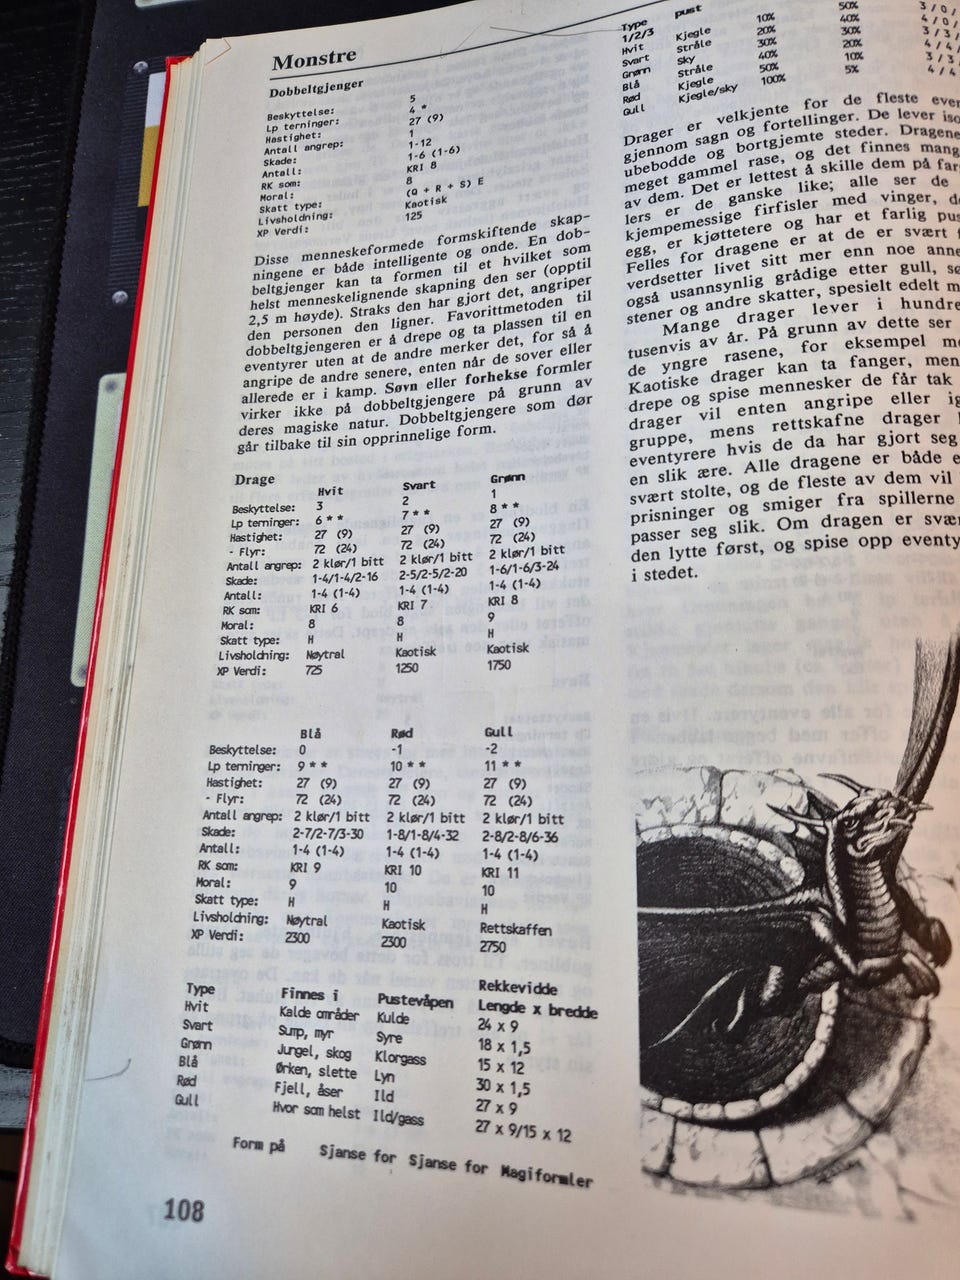 Monstre
Dobbeltgjenger
Beskyttelse: 5
Lp terninger: 4 *
Hastighet: 27 (9)
Antall angrep: 1
Skade: 1-12
Antall: 1-6 (1-6)
RK som: KRI 8
Moral: 8
Skatt type: (Q + R + S) E
Livsholdning: Kaotisk
XP Verdi: 125
Disse menneskeformede formskiftende skap-
ningene er både intelligente og onde. En dob-
beltgjenger kan ta formen til et hvilket som
helst menneskelignende skapning den ser (opptil
2,5 m høyde). Straks den har gjort det, angriper
den personen den ligner. Favorittmetoden til
dobbeltgjengeren er å drepe og ta plassen til en
eventyrer uten at de andre merker det, for så å
angripe de andre senere, enten når de sover eller
allerede er i kamp. Søvn eller forhekse formler
virker ikke på dobbeltgjengere på grunn av
deres magiske natur. Dobbeltgjengere som dør
går tilbake til sin opprinnelige form.
Drage
Hvit Svart Grønn
Beskyttelse: 3 2 1
Lp terninger: 6 * * 7 * * 8 * *
Hastighet: 27 (9) 27 (9) 27 (9)
- Flyr: 72 (24) 72 (24) 72 (24)
Antall angrep: 2 klør/1 bitt 2 klør/1 bitt 2 klør/1 bitt
Skade: 1-4/1-4/2-16 2-5/2-5/2-20 1-6/1-6/3-24
Antall: 1-4 (1-4) 1-4 (1-4) 1-4 (1-4)
RK som: KRI 6 KRI 7 KRI 8
Moral: 8 8 9
Skatt type: H H H
Livsholdning: Nøytral Kaotisk Kaotisk
XP Verdi: 725 1250 1750
Blå Rød Gull
Beskyttelse: 0 -1 -2
Lp terninger: 9 * * 10 * * 11 * *
Hastighet: 27 (9) 27 (9) 27 (9)
- Flyr: 72 (24) 72 (24) 72 (24)
Antall angrep: 2 klør/1 bitt 2 klør/1 bitt 2 klør/1 bitt
Skade: 2-7/2-7/3-30 1-8/1-8/4-32 2-8/2-8/6-36
Antall: 1-4 (1-4) 1-4 (1-4) 1-4 (1-4)
RK som: KRI 9 KRI 10 KRI 11
Moral: 9 10 10
Skatt type: H H H
Livsholdning: Nøytral Kaotisk Rettskaffen
XP Verdi: 2300 2300 2750
Rekkevidde
Type Finnes i Pustevåpen Lengde x bredde
Hvit Kalde områder Kulde 24 x 9
Svart Sump, myr Syre 18 x 1,5
Grønn Jungel, skog Klorgass 15 x 12
Blå Ørken, slette Lyn 30 x 1,5
Rød Fjell, åser Ild 27 x 9
Gull Hvor som helst Ild/gass 27 x 9/15 x 12
Form på Sjanse for Sjanse for Magiformler
108
Type pust
1/2/3
Hvit Kjegle 10% 50%
Svart Stråle 20% 40%
Grønn Sky 30% 30%
Blå Stråle 40% 20%
Rød Kjegle 50% 10%
Gull Kjegle/sky 100% 5%
Drager er velkjente for de fleste
gjennom sagn og fortellinger. De lever
ubebodde og bortgjemte steder.
meget gammel rase, og det finnes
av dem. Det er lettest å skille dem på
lers er de ganske like; alle ser de
kjempemessige firfisler med vinger,
egg, er kjøttetere og har et farlig
Felles for dragene er at de er svært
verdsetter livet sitt mer enn noe
også usannsynlig grådige etter gull,
stener og andre skatter, spesielt edelt
Mange drager lever i
tusenvis av år. På grunn av dette ser
de yngre rasene, for eksempel
Kaotiske drager kan ta fanger, men
drepe og spise mennesker de får tak
drager vil enten angripe eller
gruppe, mens rettskafne drager
eventyrere hvis de da har gjort seg
en slik ære. Alle dragene er både
svært stolte, og de fleste av dem vil
prisninger og smiger fra spillerne
passer seg slik. Om dragen er
den lytte først, og spise opp
i stedet.